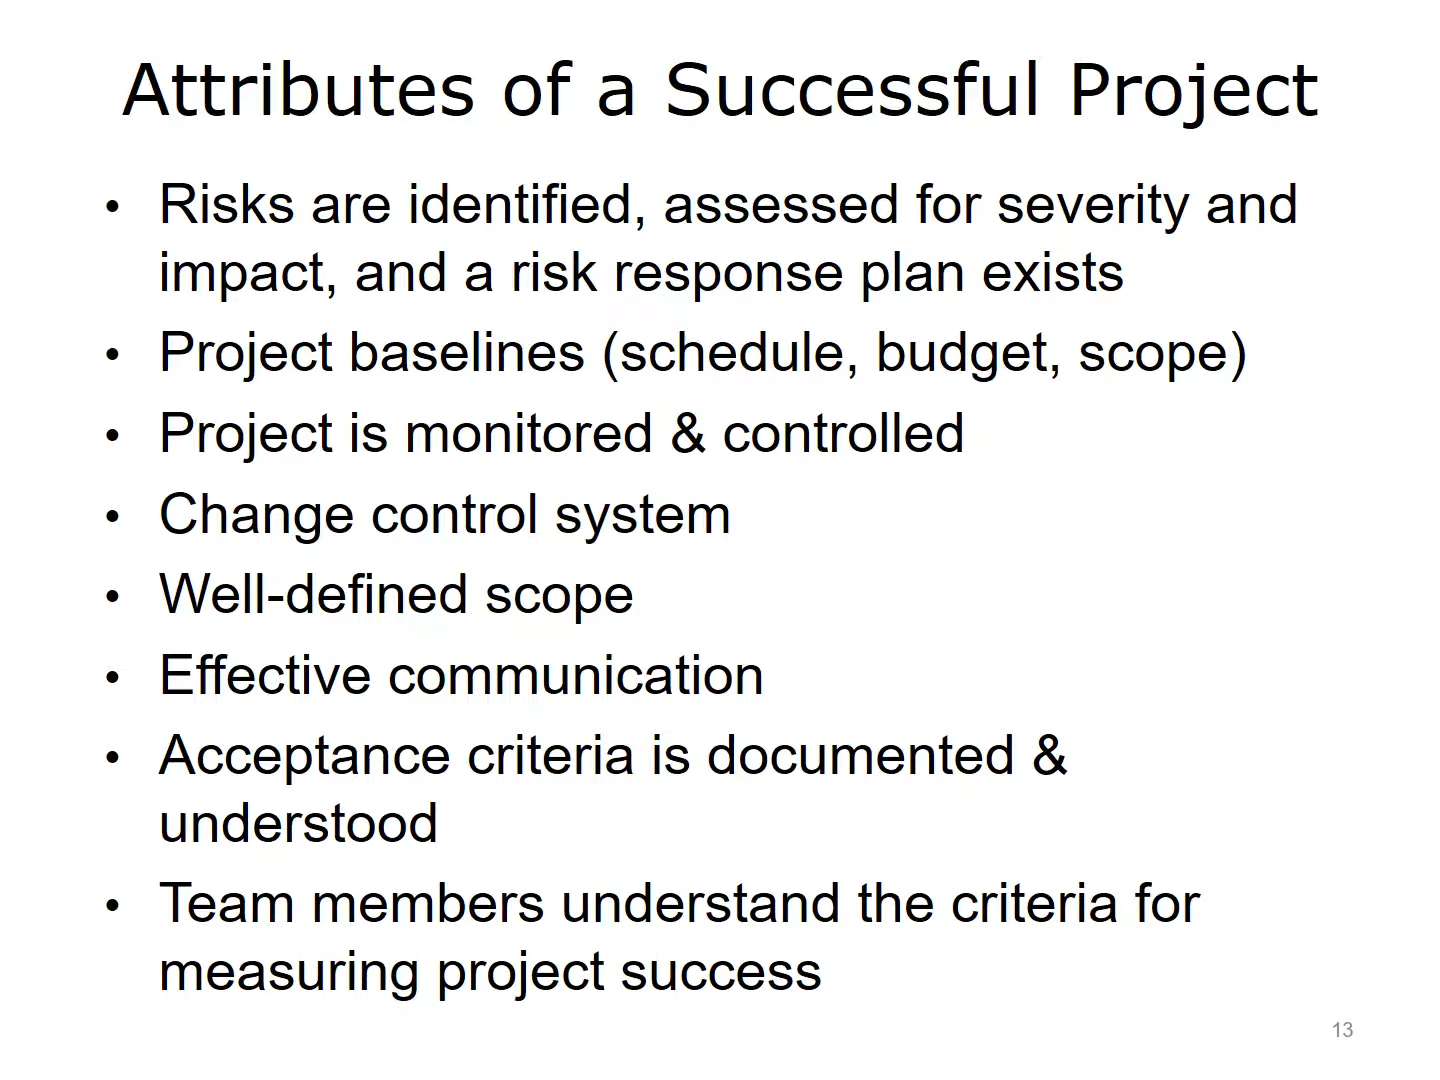 Attributes of a Successful Project
• Risks are identified, assessed for severity and
impact, and a risk response plan exists
• Project baselines (schedule, budget, scope)
• Project is monitored & controlled
• Change control system
• Well-defined scope
• Effective communication
• Acceptance criteria is documented &
understood
• Team members understand the criteria for
measuring project success
13